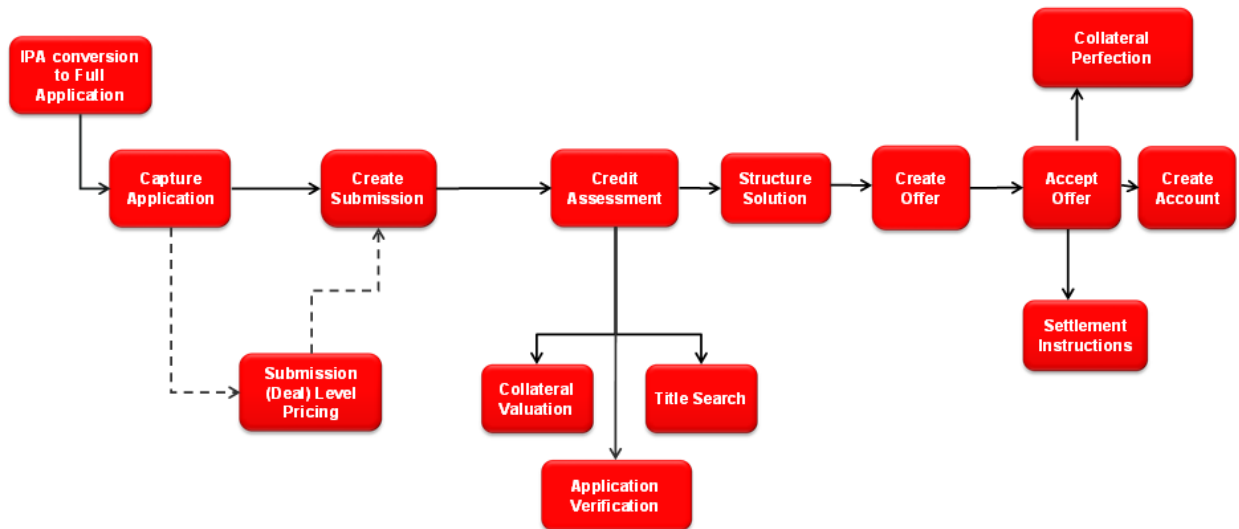 IPA conversion
to Full
Application
Capture
Application
Create
Submission
Submission
(Deal) Level
Pricing
Credit
Assessment
Collateral
Valuation
Title Search
Application
Verification
Structure
Solution
Create
Offer
Accept
Offer
Collateral
Perfection
Create
Account
Settlement
Instructions